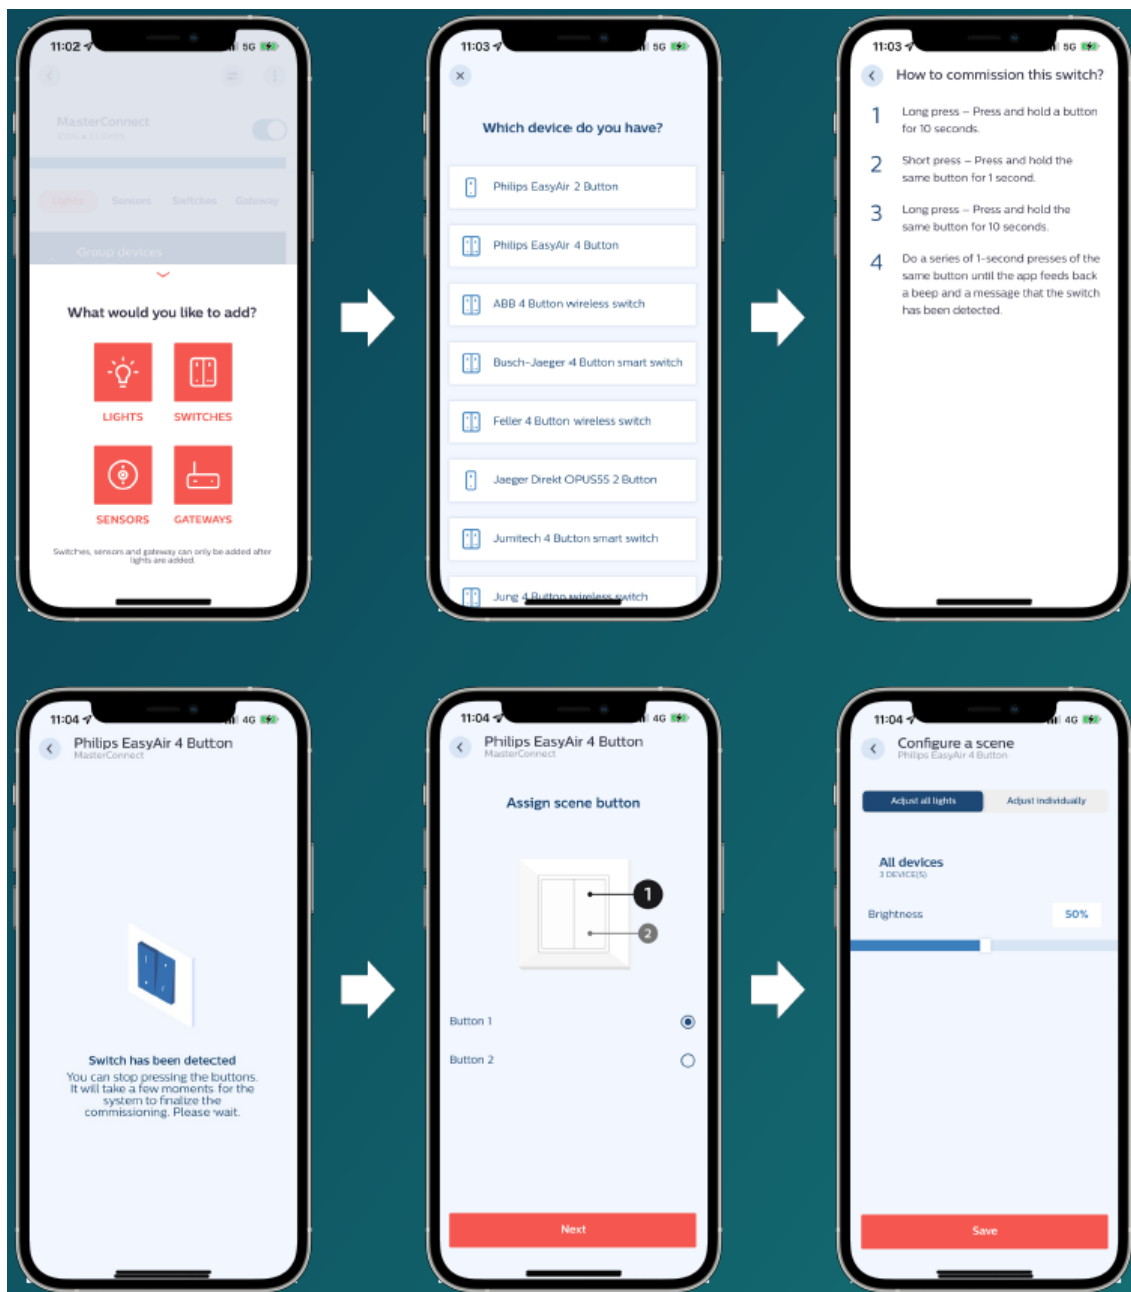 11:02
5G
MasterConnect
Lights
Sensors
Switches
Gateway
Group devices
What would you like to add?
LIGHTS
SWITCHES
SENSORS
GATEWAYS
Switches, sensors and gateway can only be added after
lights are added.
11:03
5G
Which device do you have?
Philips EasyAir 2 Button
Philips EasyAir 4 Button
ABB 4 Button wireless switch
Busch-Jaeger 4 Button smart switch
Feller 4 Button wireless switch
Jaeger Direkt OPUS55 2 Button
Jumitech 4 Button smart switch
Jung 4 Button wireless switch
11:03
5G
How to commission this switch?
1 Long press – Press and hold a button
for 10 seconds.
2 Short press – Press and hold the
same button for 1 second.
3 Long press – Press and hold the
same button for 10 seconds.
4 Do a series of 1-second presses of the
same button until the app feeds back
a beep and a message that the switch
has been detected.
11:04
4G
Philips EasyAir 4 Button
MasterConnect
Switch has been detected
You can stop pressing the buttons.
It will take a few moments for the
system to finalize the
commissioning. Please wait.
11:04
4G
Philips EasyAir 4 Button
MasterConnect
Assign scene button
1
2
Button 1
Button 2
Next
11:04
4G
Configure a scene
Philips EasyAir 4 Button
Adjust all lights
Adjust individually
All devices
3 DEVICE(S)
Brightness
50%
Save